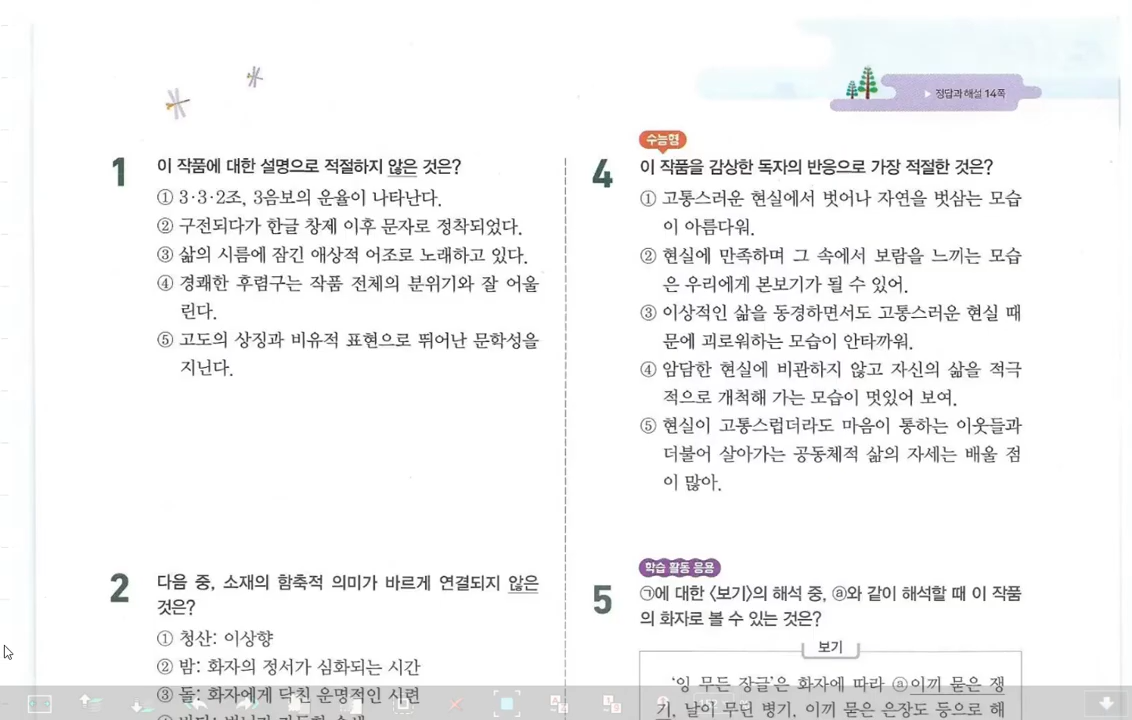 ▶ 정답과 해설 14쪽
1
이 작품에 대한 설명으로 적절하지 않은 것은?
① 3·3·2조, 3음보의 운율이 나타난다.
② 구전되다가 한글 창제 이후 문자로 정착되었다.
③ 삶의 시름에 잠긴 애상적 어조로 노래하고 있다.
④ 경쾌한 후렴구는 작품 전체의 분위기와 잘 어울
린다.
⑤ 고도의 상징과 비유적 표현으로 뛰어난 문학성을
지닌다.
2
다음 중, 소재의 함축적 의미가 바르게 연결되지 않은
것은?
① 청산: 이상향
② 밤: 화자의 정서가 심화되는 시간
③ 돌: 화자에게 닥친 운명적인 시련
수능형
4
이 작품을 감상한 독자의 반응으로 가장 적절한 것은?
① 고통스러운 현실에서 벗어나 자연을 벗삼는 모습
이 아름다워.
② 현실에 만족하며 그 속에서 보람을 느끼는 모습
은 우리에게 본보기가 될 수 있어.
③ 이상적인 삶을 동경하면서도 고통스러운 현실 때
문에 괴로워하는 모습이 안타까워.
④ 암담한 현실에 비관하지 않고 자신의 삶을 적극
적으로 개척해 가는 모습이 멋있어 보여.
⑤ 현실이 고통스럽더라도 마음이 통하는 이웃들과
더불어 살아가는 공동체적 삶의 자세는 배울 점
이 많아.
학습 활동 응용
5
㉠에 대한 〈보기〉의 해석 중, ⓐ와 같이 해석할 때 이 작품
의 화자로 볼 수 있는 것은?
보기
'잉 무든 장글'은 화자에 따라 ⓐ이끼 묻은 쟁
기, 날이 무딘 병기, 이끼 묻은 은장도 등으로 해